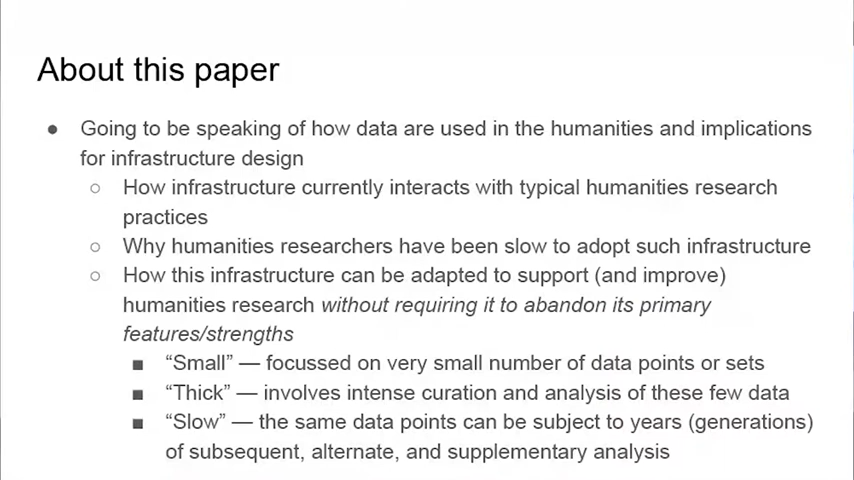 About this paper
● Going to be speaking of how data are used in the humanities and implications
for infrastructure design
○ How infrastructure currently interacts with typical humanities research
practices
○ Why humanities researchers have been slow to adopt such infrastructure
○ How this infrastructure can be adapted to support (and improve)
humanities research without requiring it to abandon its primary
features/strengths
■ “Small” — focussed on very small number of data points or sets
■ “Thick” — involves intense curation and analysis of these few data
■ “Slow” — the same data points can be subject to years (generations)
of subsequent, alternate, and supplementary analysis